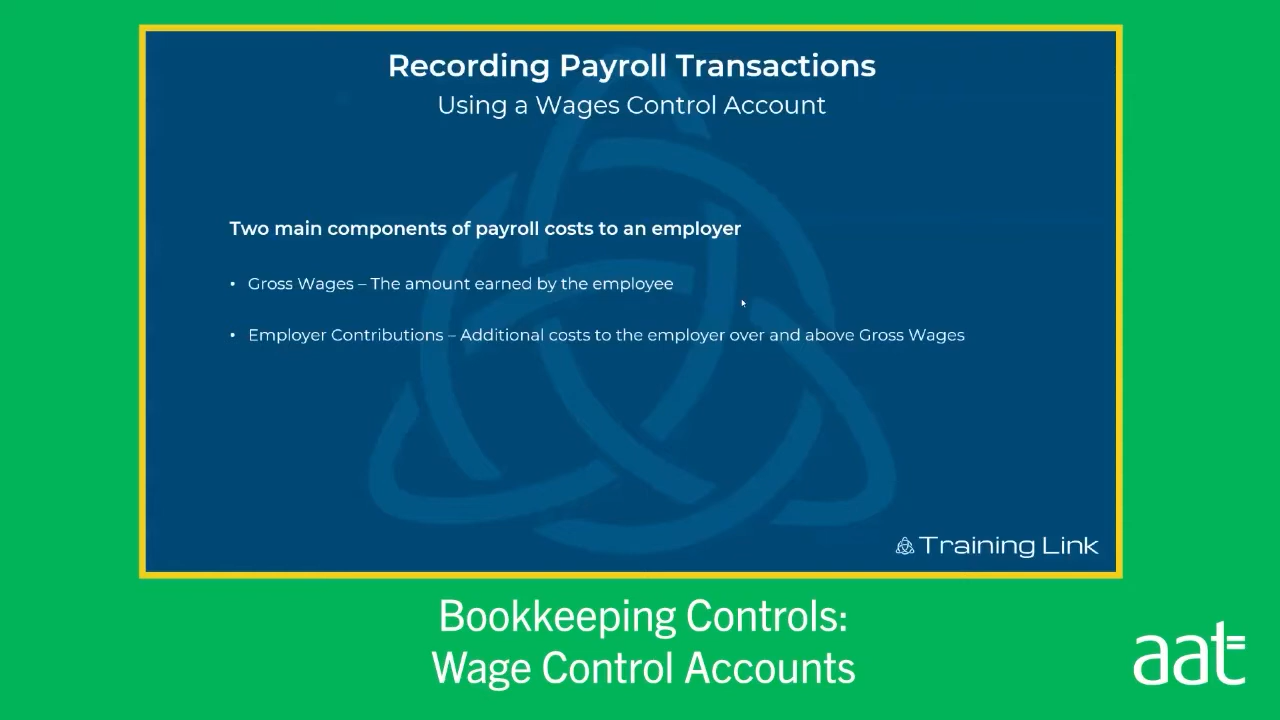 Recording Payroll Transactions
Using a Wages Control Account
Two main components of payroll costs to an employer
• Gross Wages – The amount earned by the employee
• Employer Contributions – Additional costs to the employer over and above Gross Wages
Training Link
Bookkeeping Controls:
Wage Control Accounts
aat